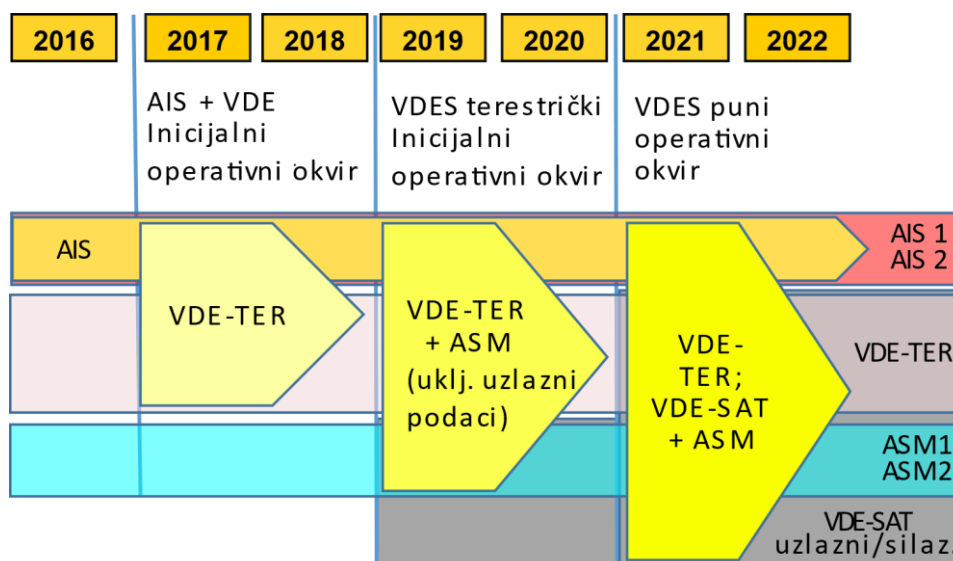 2016 2017 2018 2019 2020 2021 2022
AIS + VDE
Inicijalni
operativni okvir
VDES terestrički
Inicijalni
operativni okvir
VDES puni
operativni
okvir
AIS
AIS 1
AIS 2
VDE-TER
VDE-TER
+ ASM
(uklj. uzlazni
podaci)
VDE-
TER;
VDE-SAT
+ ASM
VDE-TER
ASM1
ASM2
VDE-SAT
uzlazni/silaz.